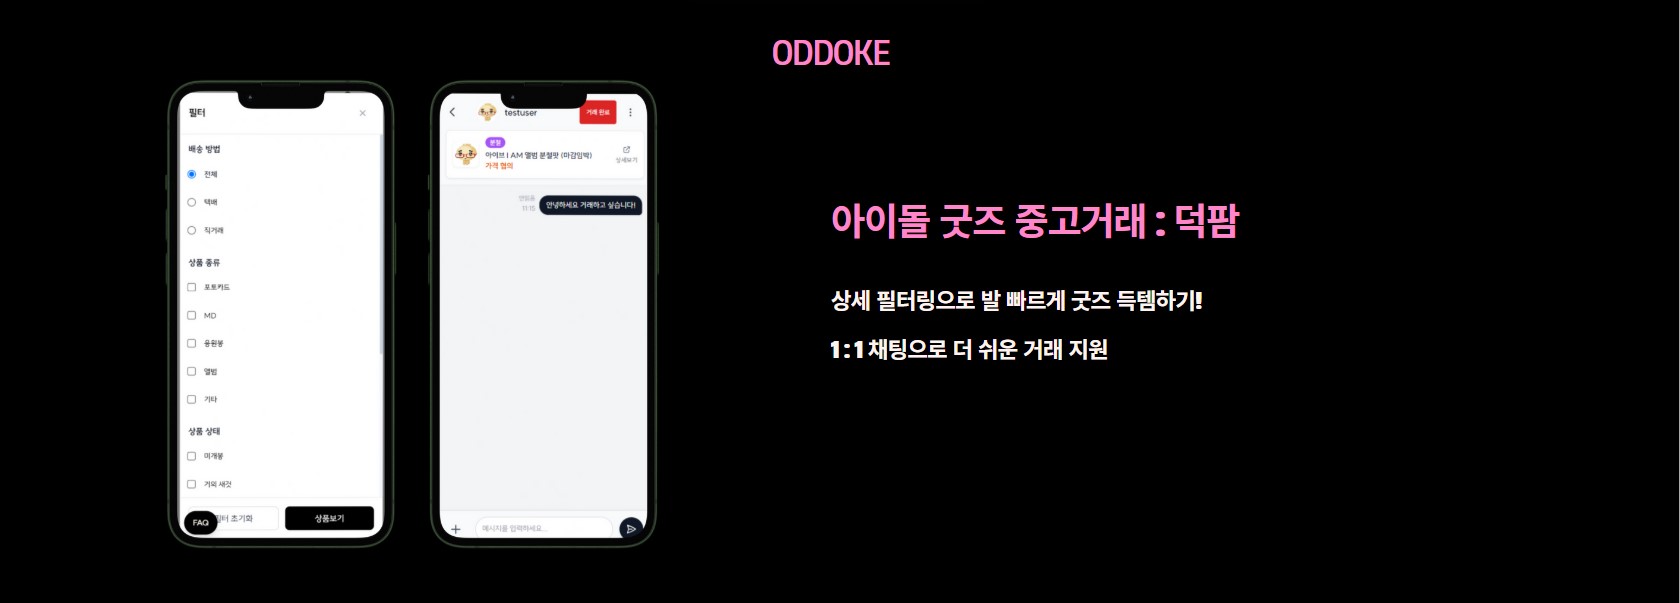 ODDOKE
필터
배송 방법
전체
택배
직거래
상품 종류
포토카드
MD
응원봉
앨범
기타
상품 상태
미개봉
거의 새것
FAQ
필터 초기화
상품보기
testuser
거래 완료
분철
아이브 I AM 앨범 분철팟 (마감임박)
가격 협의
상세보기
안읽음
11:15
안녕하세요 거래하고 싶습니다!
메시지를 입력하세요...
아이돌 굿즈 중고거래 : 덕팜
상세 필터링으로 발 빠르게 굿즈 득템하기!
1:1 채팅으로 더 쉬운 거래 지원